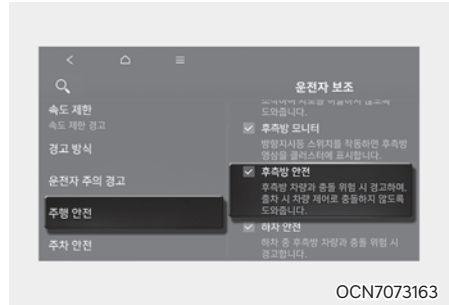 운전자 보조
속도 제한
속도 제한 경고
경고 방식
운전자 주의 경고
주행 안전
주차 안전
도와줍니다.
후측방 모니터
방향지시등 스위치를 작동하면 후측방
영상을 클러스터에 표시합니다.
후측방 안전
후측방 차량과 충돌 위험 시 경고하며,
출차 시 차량 제어로 충돌하지 않도록
도와줍니다.
하차 안전
하차 중 후측방 차량과 충돌 위험 시
경고합니다.
OCN7073163